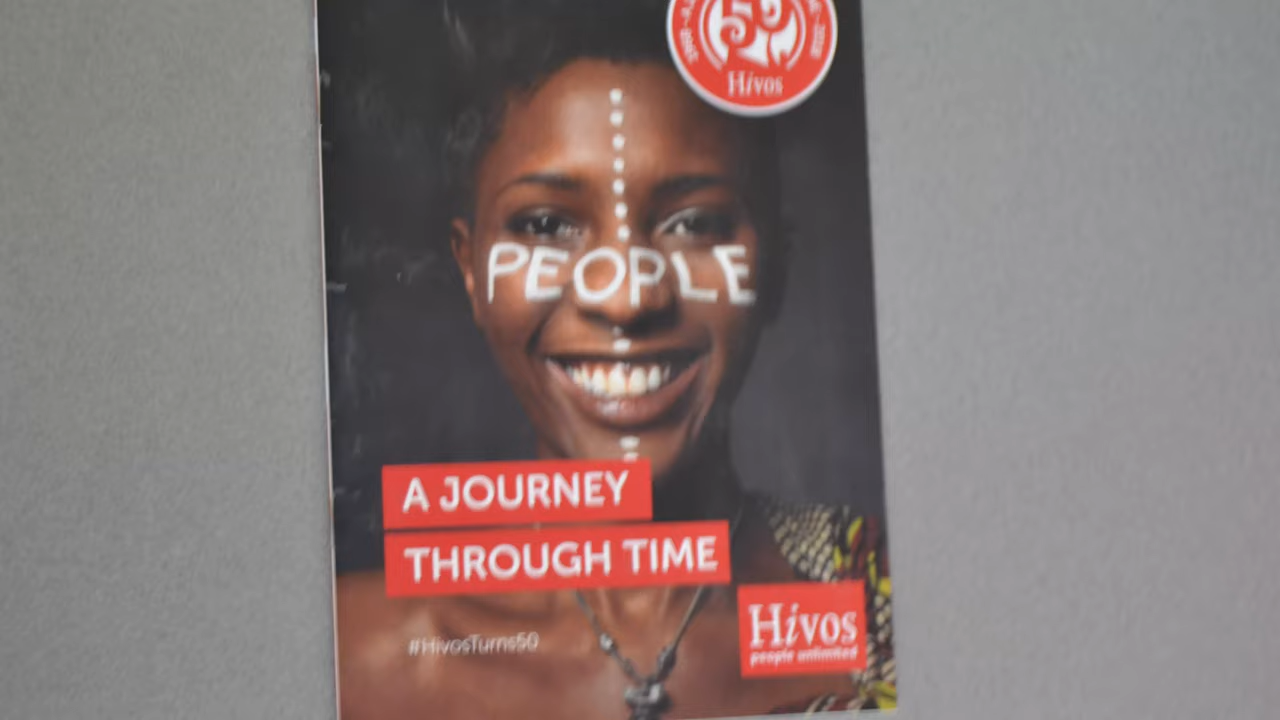 Hivos
PEOPLE
A JOURNEY
THROUGH TIME
#HivosTurns50
Hivos
people unlimited